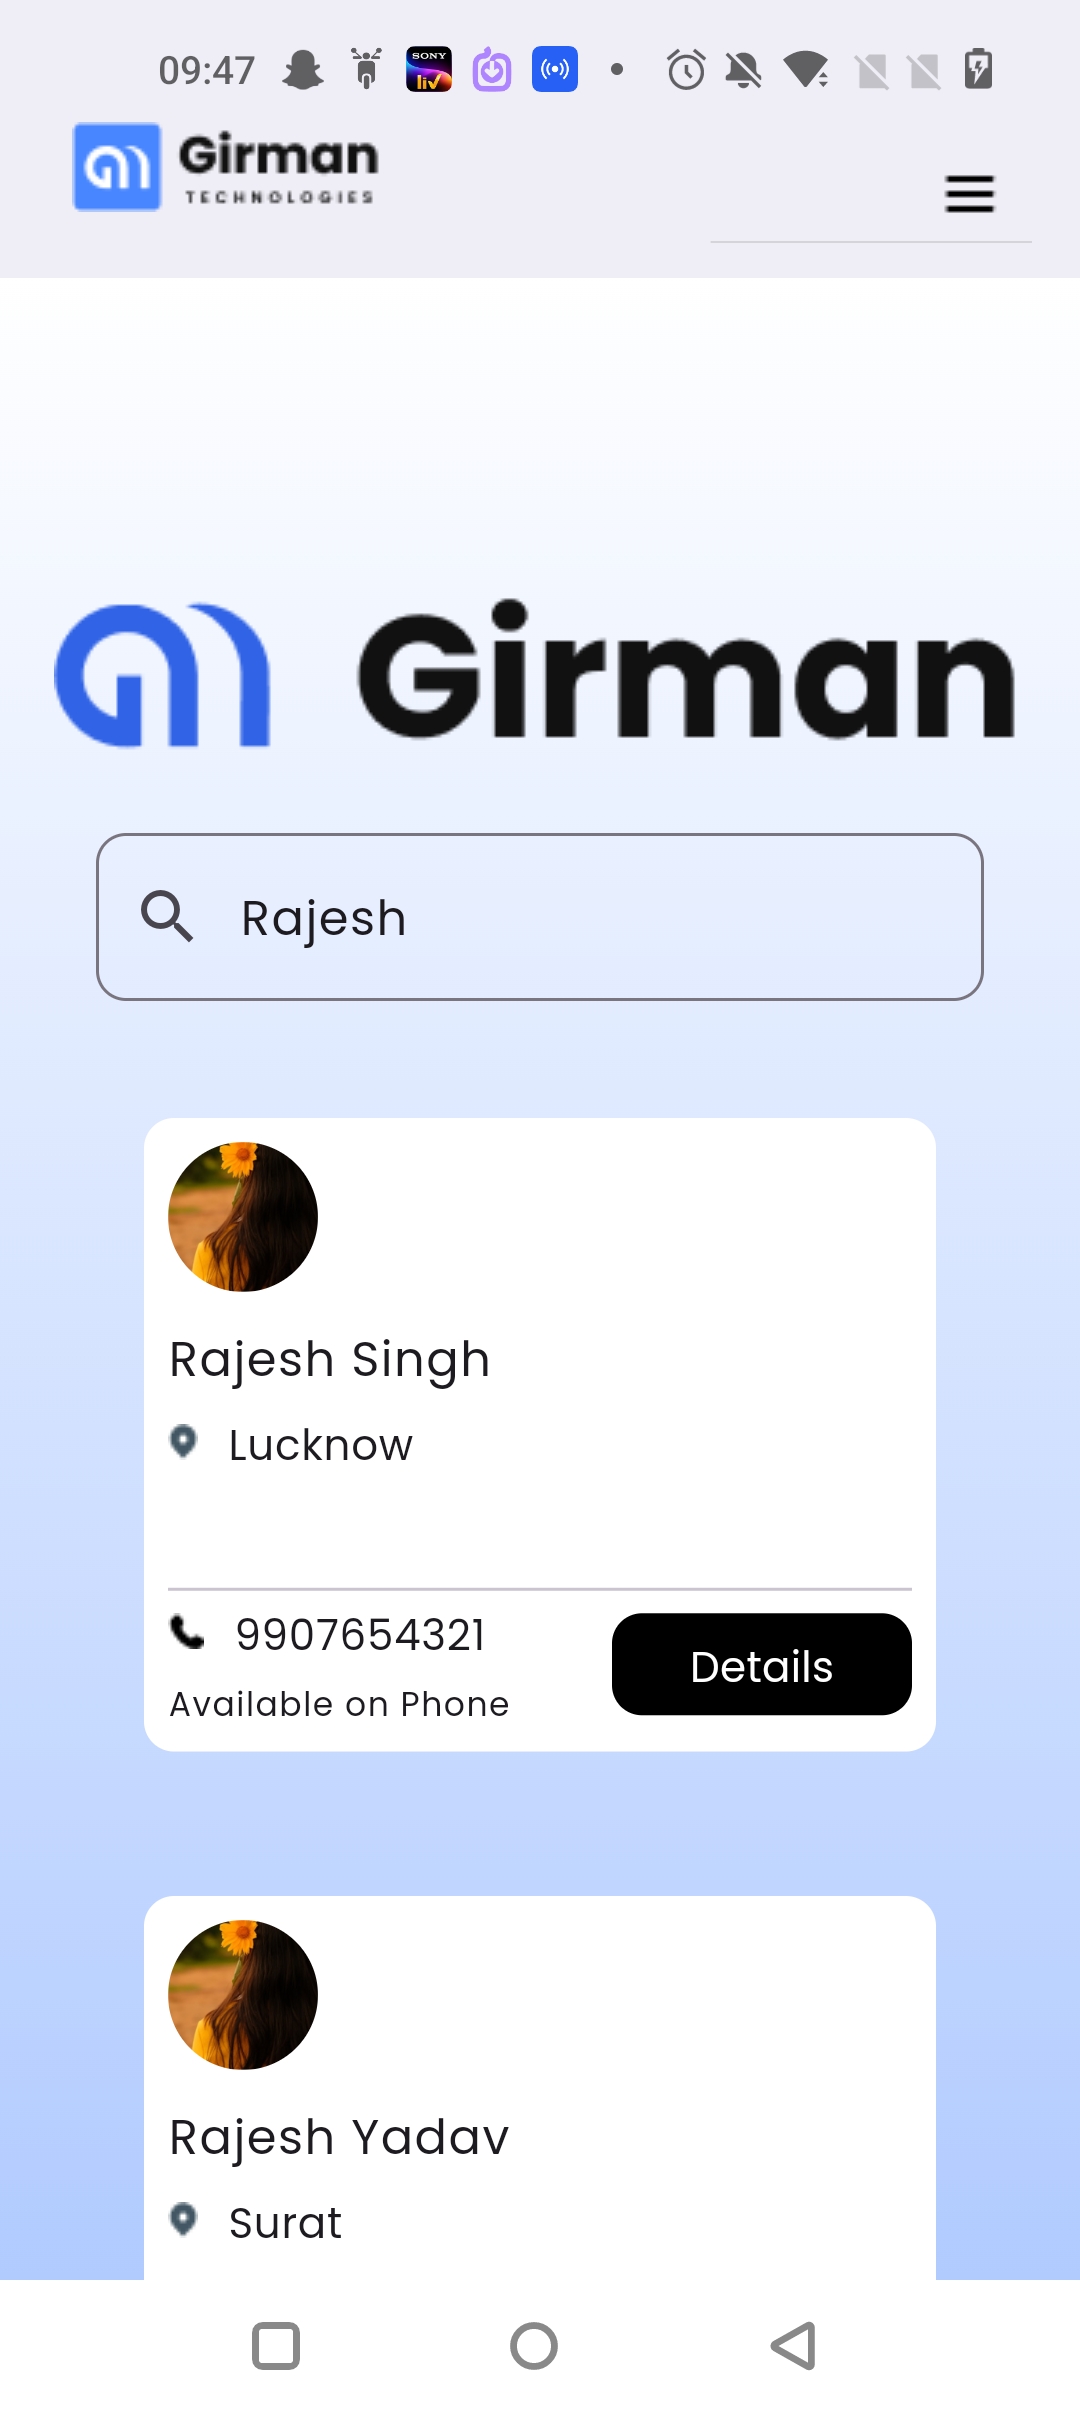 09:47
SONY
liv
Girman
TECHNOLOGIES
Girman
Rajesh
Rajesh Singh
Lucknow
9907654321
Details
Available on Phone
Rajesh Yadav
Surat